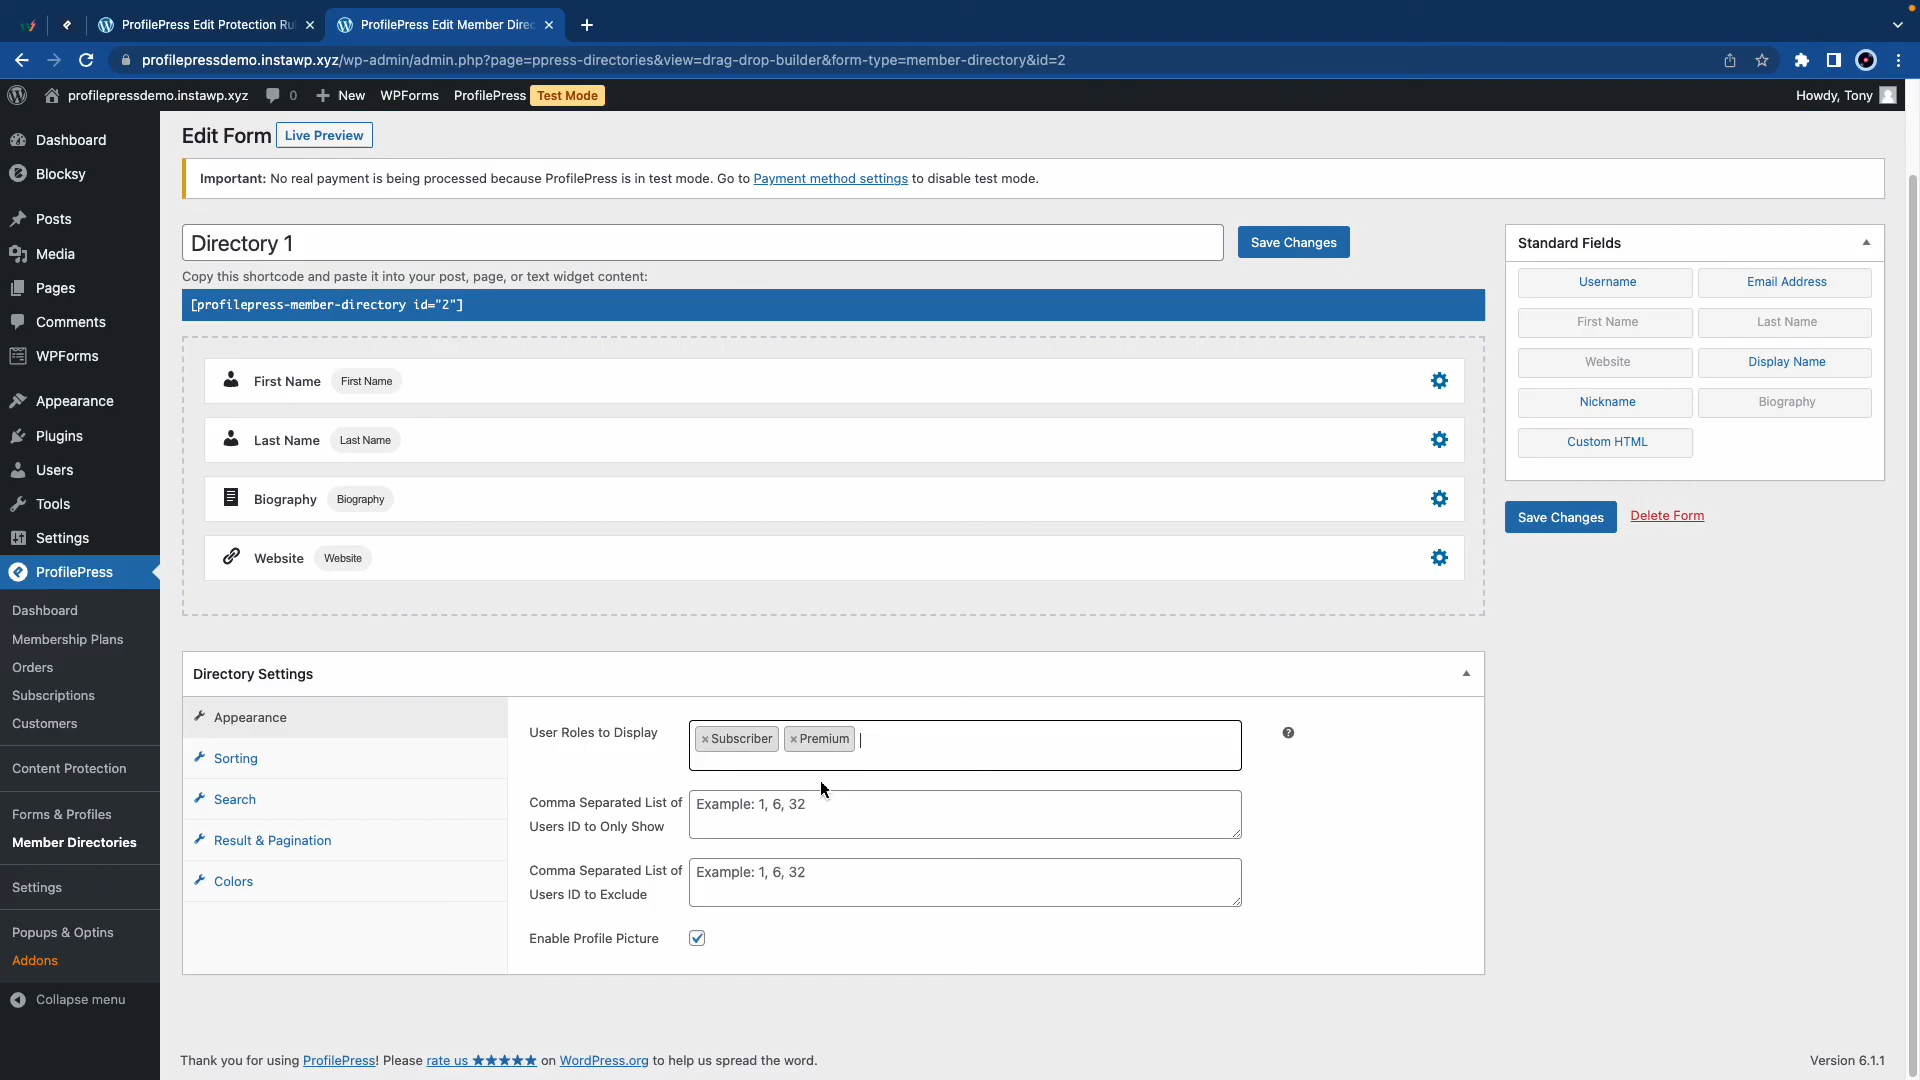 ProfilePress Edit Protection Ru
ProfilePress Edit Member Direc
profilepressdemo.instawp.xyz/wp-admin/admin.php?page=ppress-directories&view=drag-drop-builder&form-type=member-directory&id=2
profilepressdemo.instawp.xyz 0 New WPForms ProfilePress Test Mode Howdy, Tony
Dashboard
Blocksy
Posts
Media
Pages
Comments
WPForms
Appearance
Plugins
Users
Tools
Settings
ProfilePress
Dashboard
Membership Plans
Orders
Subscriptions
Customers
Content Protection
Forms & Profiles
Member Directories
Settings
Popups & Optins
Addons
Collapse menu
Edit Form Live Preview
Important: No real payment is being processed because ProfilePress is in test mode. Go to Payment method settings to disable test mode.
Directory 1 Save Changes
Copy this shortcode and paste it into your post, page, or text widget content:
[profilepress-member-directory id="2"]
First Name First Name
Last Name Last Name
Biography Biography
Website Website
Standard Fields
Username Email Address
First Name Last Name
Website Display Name
Nickname Biography
Custom HTML
Save Changes Delete Form
Directory Settings
Appearance
Sorting
Search
Result & Pagination
Colors
User Roles to Display × Subscriber × Premium ?
Comma Separated List of
Users ID to Only Show
Example: 1, 6, 32
Comma Separated List of
Users ID to Exclude
Example: 1, 6, 32
Enable Profile Picture
Thank you for using ProfilePress! Please rate us ★★★★★ on WordPress.org to help us spread the word.
Version 6.1.1